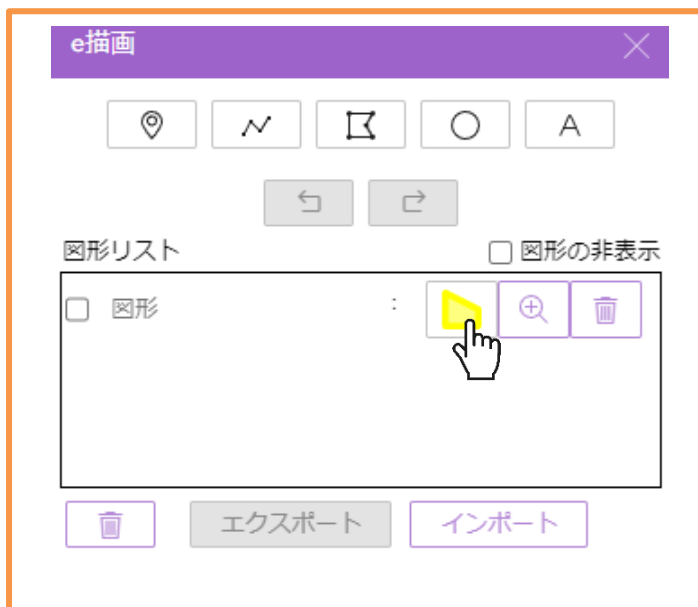 e描画
A
図形リスト
図形の非表示
図形 :
エクスポート
インポート